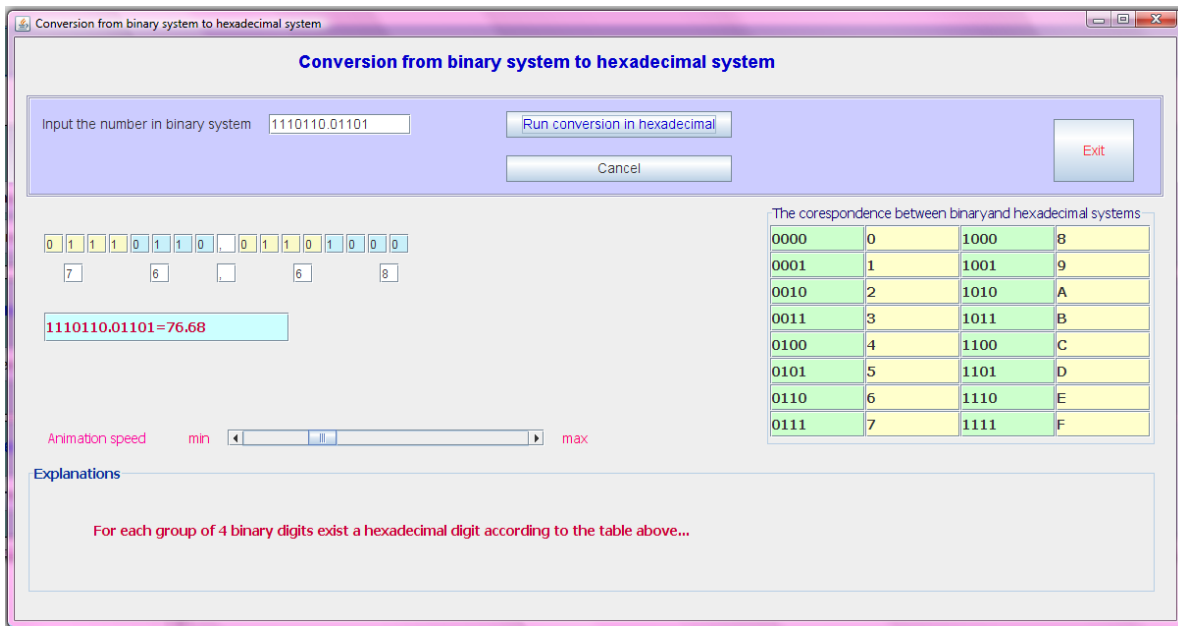 Conversion from binary system to hexadecimal system
Conversion from binary system to hexadecimal system
Input the number in binary system 1110110.01101 Run conversion in hexadecimal
Cancel
Exit
0 1 1 1 0 1 1 0 , 0 1 1 0 1 0 0 0
7 6 , 6 8
1110110.01101=76.68
The corespondence between binaryand hexadecimal systems
0000 0 1000 8
0001 1 1001 9
0010 2 1010 A
0011 3 1011 B
0100 4 1100 C
0101 5 1101 D
0110 6 1110 E
0111 7 1111 F
Animation speed min max
Explanations
For each group of 4 binary digits exist a hexadecimal digit according to the table above...